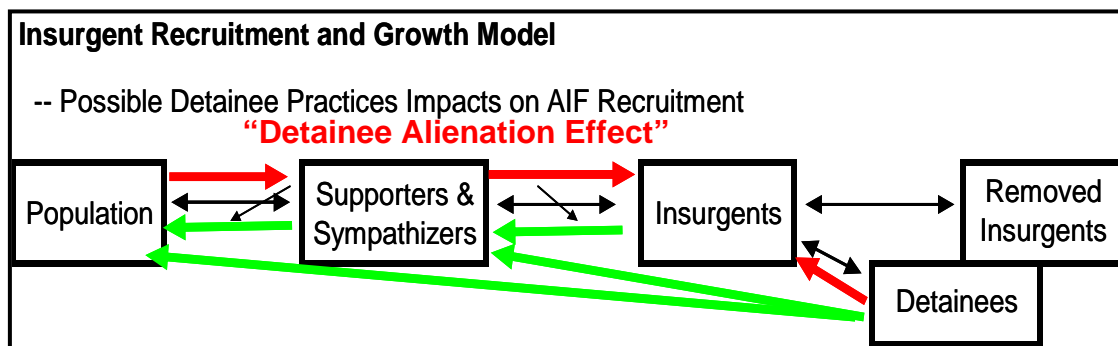 Insurgent Recruitment and Growth Model
-- Possible Detainee Practices Impacts on AIF Recruitment
“Detainee Alienation Effect”
Population
Supporters &
Sympathizers
Insurgents
Removed
Insurgents
Detainees